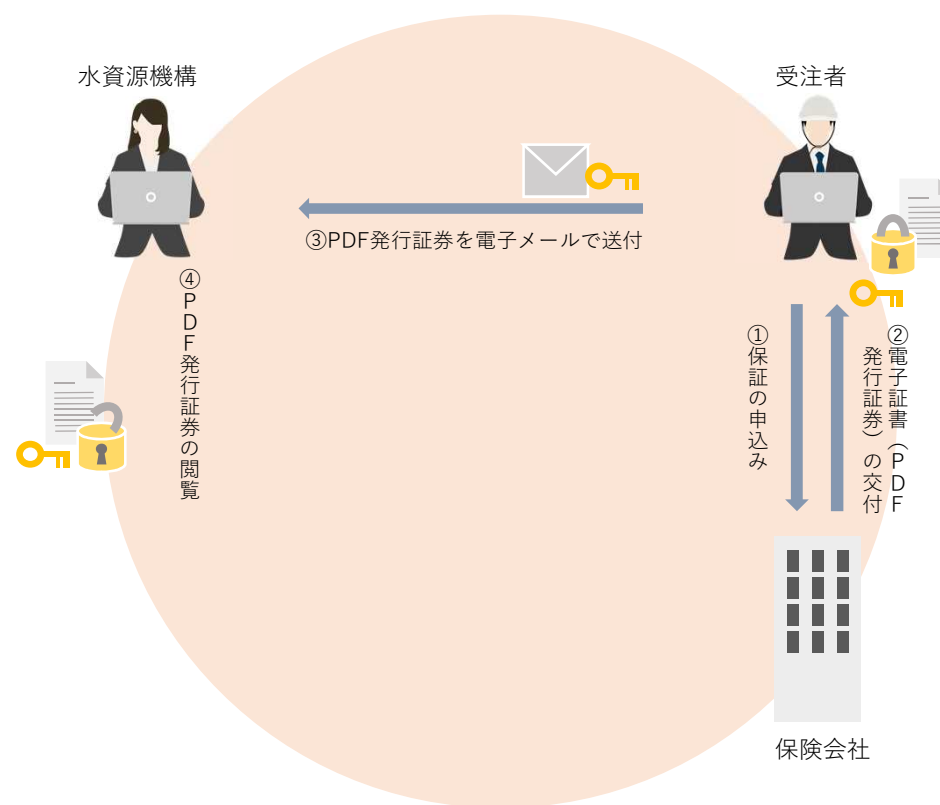 水資源機構
受注者
③PDF発行証券を電子メールで送付
④PDF発行証券の閲覧
①保証の申込み
②電子証書（PDF
発行証券）の交付
保険会社